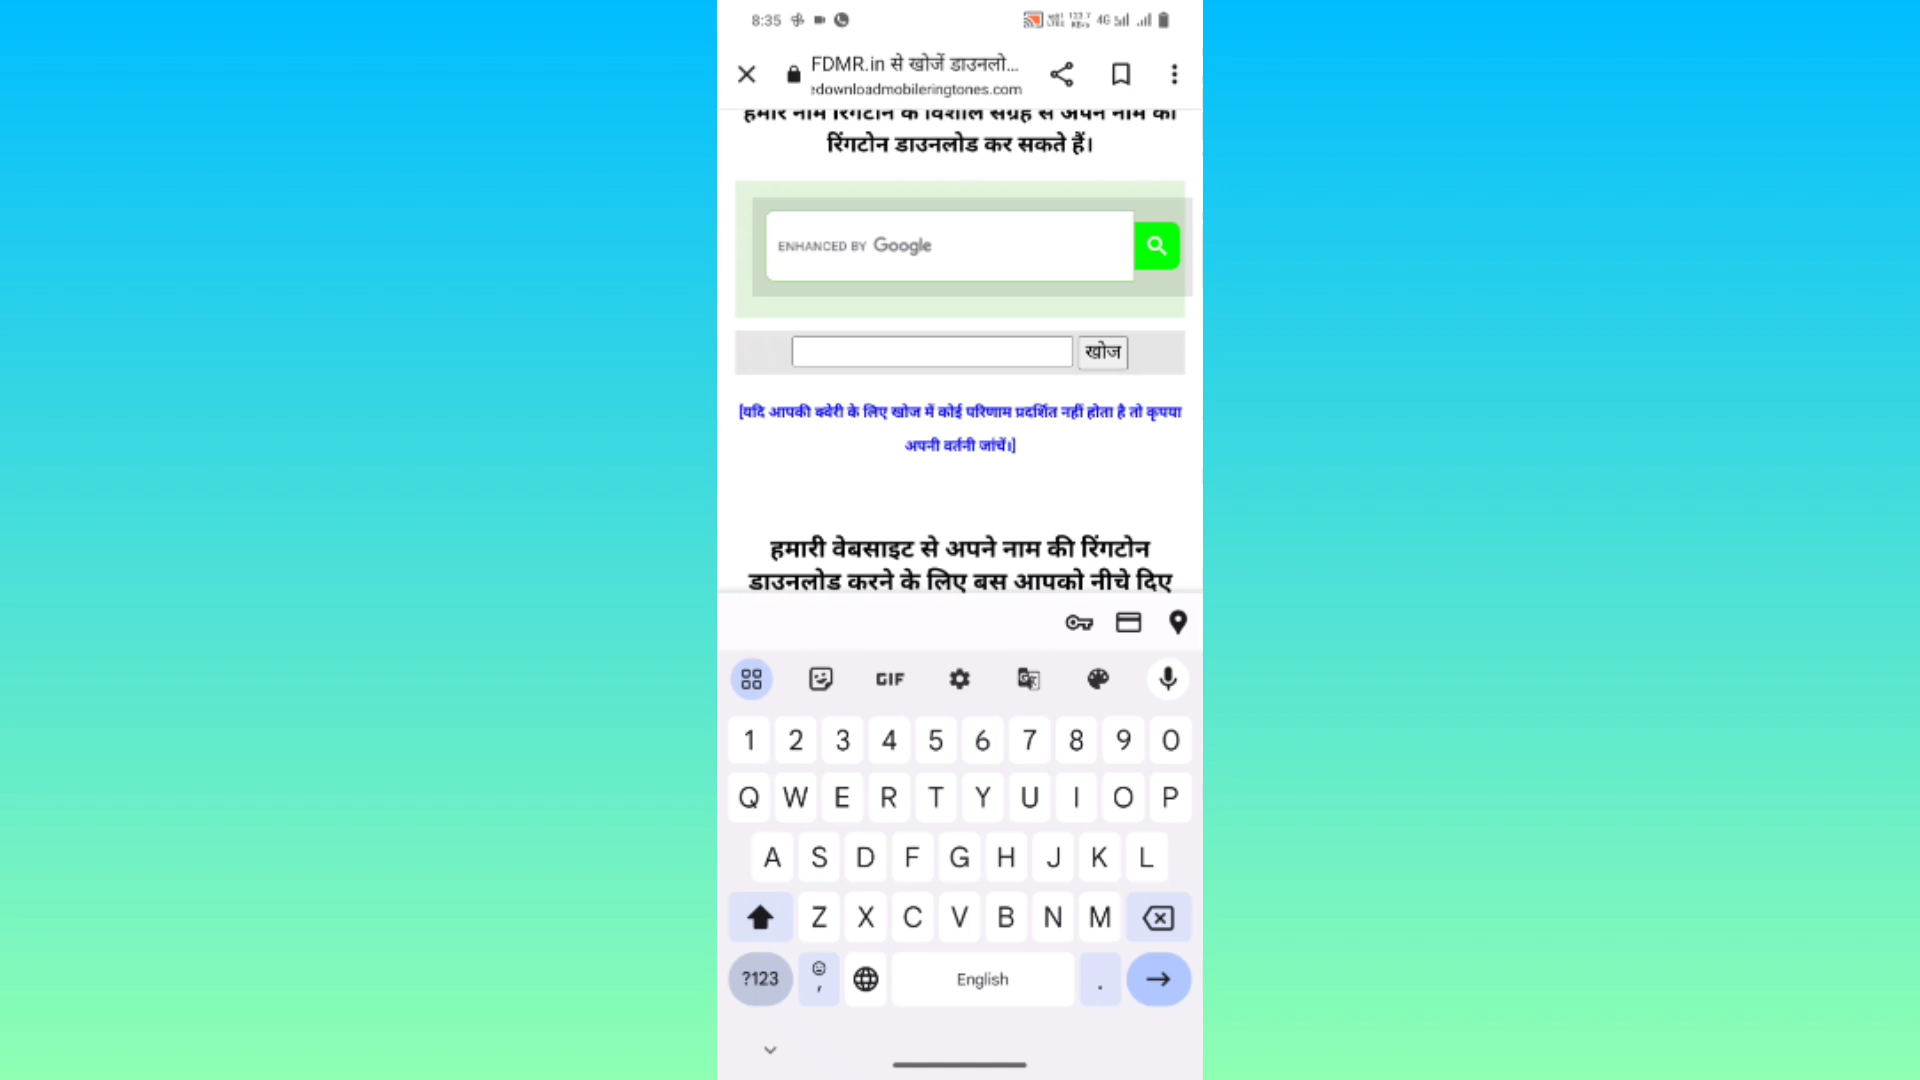 8:35
4G
FDMR.in से खोजें डाउनलो...
edownloadmobileringtones.com
हमारे नाम रिंगटोन के विशाल संग्रह से अपने नाम की
रिंगटोन डाउनलोड कर सकते हैं।
ENHANCED BY Google
खोज
[यदि आपकी क्वेरी के लिए खोज में कोई परिणाम प्रदर्शित नहीं होता है तो कृपया
अपनी वर्तनी जांचें।]
हमारी वेबसाइट से अपने नाम की रिंगटोन
डाउनलोड करने के लिए बस आपको नीचे दिए
GIF
1 2 3 4 5 6 7 8 9 0
Q W E R T Y U I O P
A S D F G H J K L
Z X C V B N M
?123 , English .